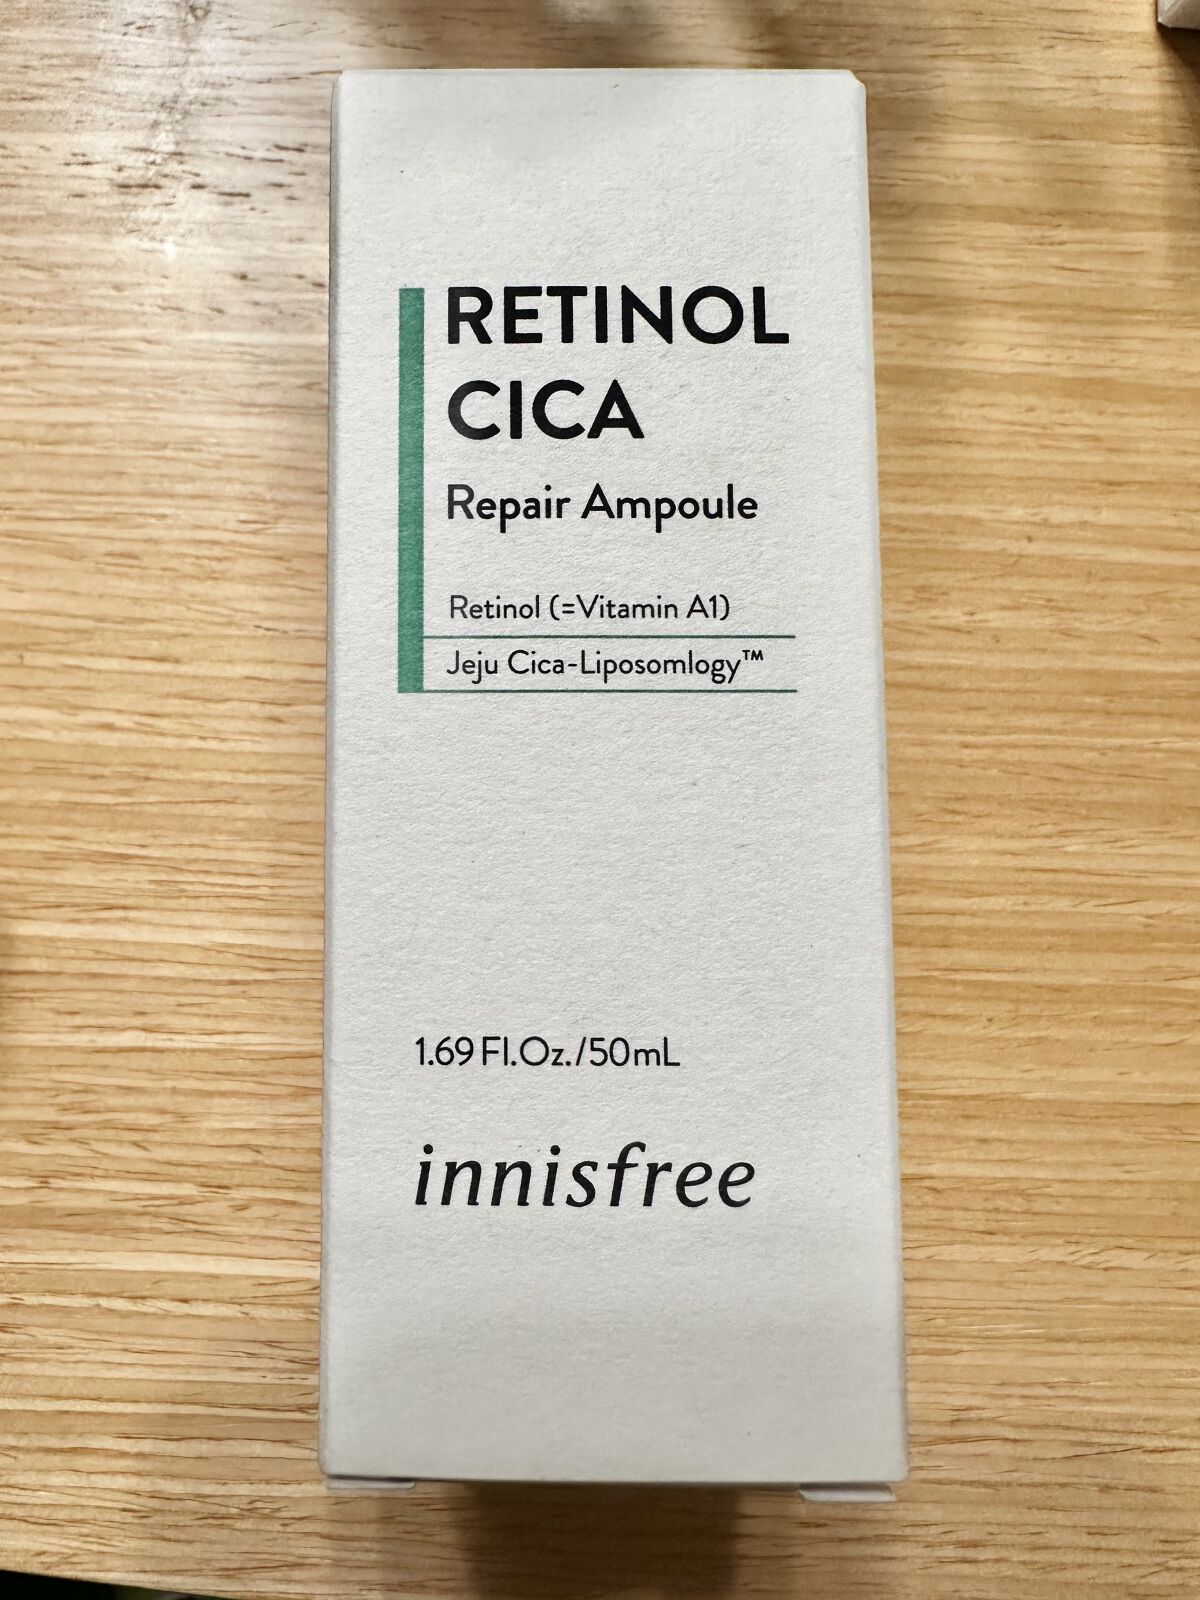 RETINOL
CICA
Repair Ampoule
Retinol (=Vitamin A1)
Jeju Cica-Liposomlogy™
1.69 Fl.Oz./50mL
innisfree